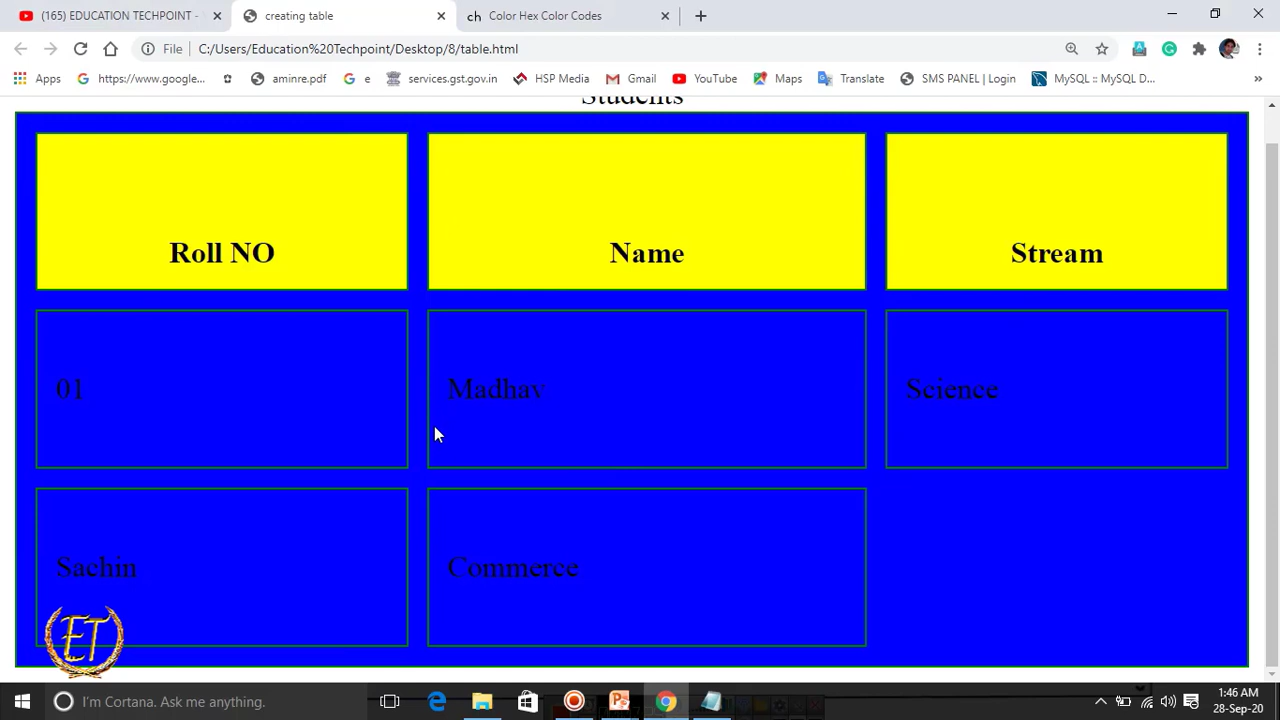 (165) EDUCATION TECHPOINT -
creating table
ch Color Hex Color Codes
File C:/Users/Education%20Techpoint/Desktop/8/table.html
Apps https://www.google... aminre.pdf e services.gst.gov.in HSP Media Gmail YouTube Maps Translate SMS PANEL | Login MySQL :: MySQL D... »
Students
Roll NO Name Stream
01 Madhav Science
Sachin Commerce
ET
I'm Cortana. Ask me anything.
1:46 AM
28-Sep-20